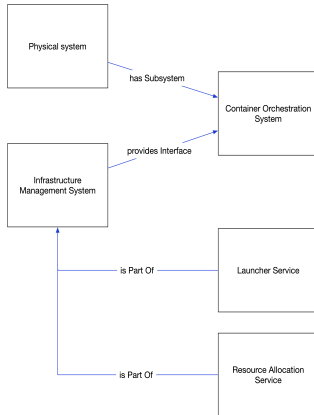 Physical system
has Subsystem
Container Orchestration
System
provides Interface
Infrastructure
Management System
is Part Of
Launcher Service
is Part Of
Resource Allocation
Service